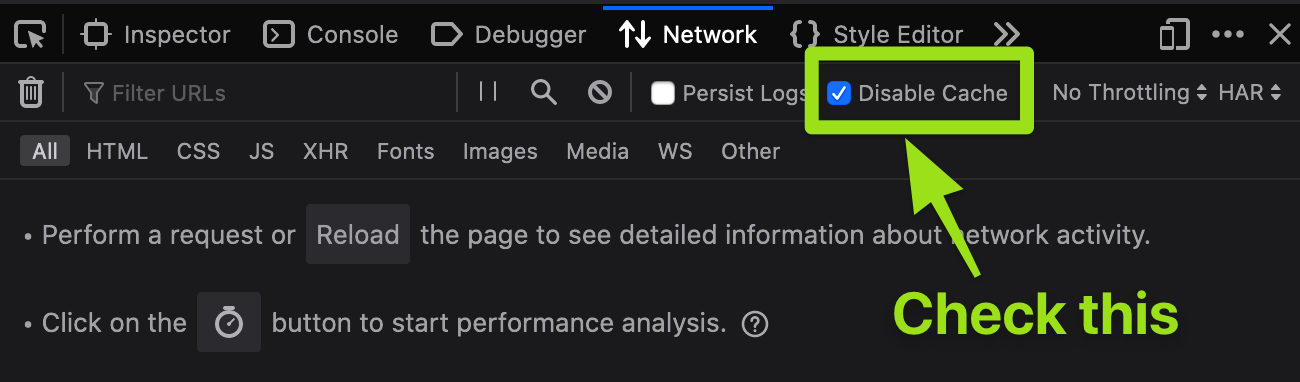 Inspector Console Debugger Network Style Editor
Filter URLs Persist Logs Disable Cache No Throttling HAR
All HTML CSS JS XHR Fonts Images Media WS Other
• Perform a request or Reload the page to see detailed information about network activity.
• Click on the button to start performance analysis. ?
Check this